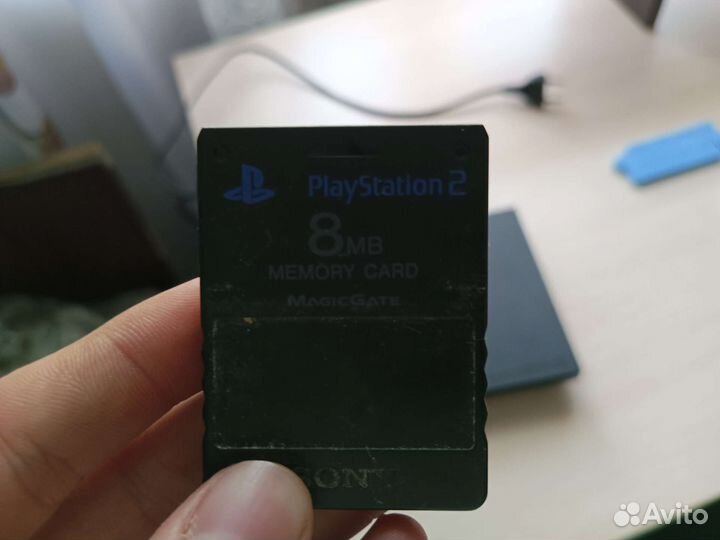 PlayStation 2
8MB
MEMORY CARD
MAGICGATE
SONY
Avito